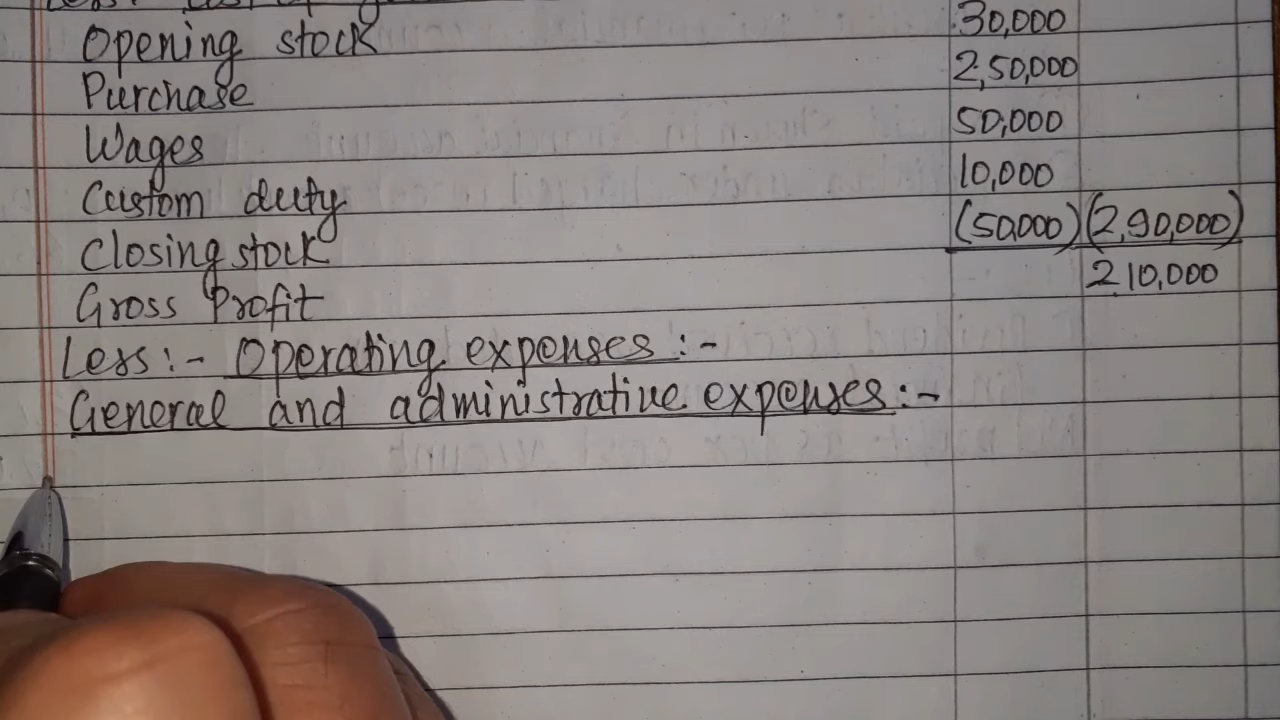 Opening stock 30,000
Purchase 2,50,000
Wages 50,000
Custom duty 10,000
Closing stock (50,000) (2,90,000)
Gross Profit 2,10,000
Less:- Operating expenses:-
General and administrative expenses:-